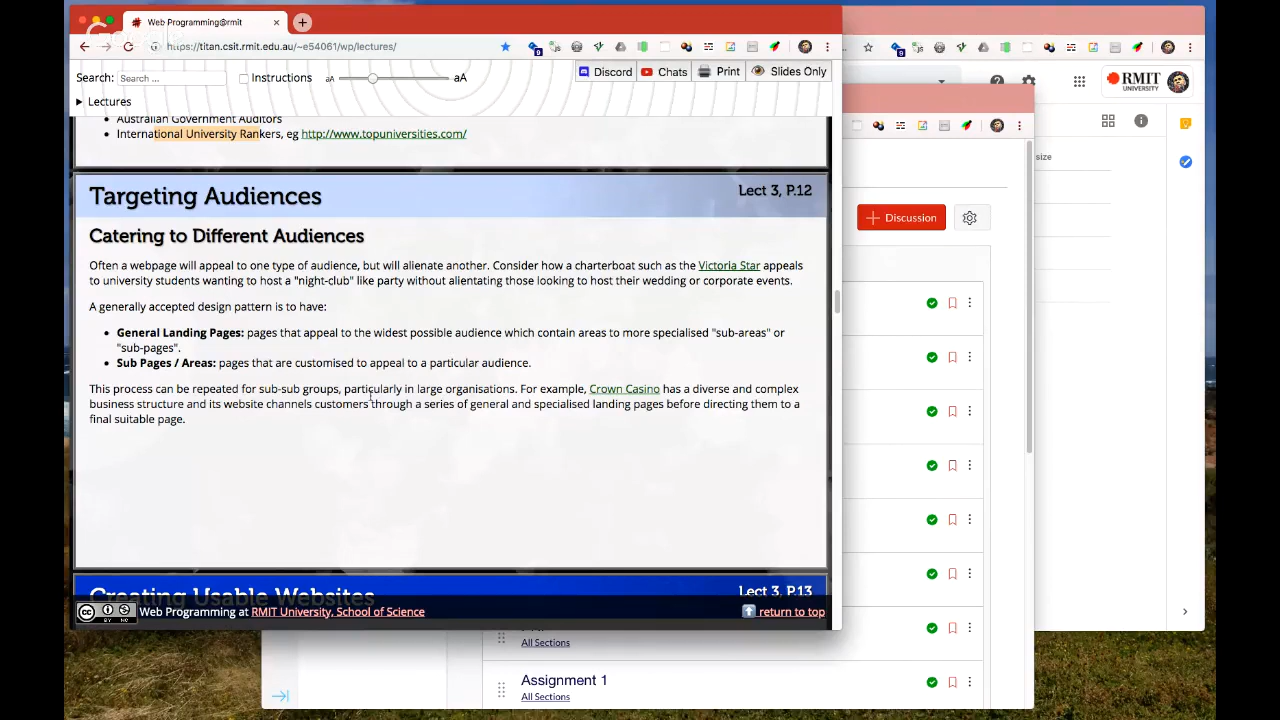 Web Programming@rmit
https://titan.csit.rmit.edu.au/~e54061/wp/lectures/
Search: Search ... Instructions aA aA Discord Chats Print Slides Only
Lectures
Australian Government Auditors
International University Rankers, eg http://www.topuniversities.com/
Targeting Audiences Lect 3, P.12
Catering to Different Audiences
Often a webpage will appeal to one type of audience, but will alienate another. Consider how a charterboat such as the Victoria Star appeals
to university students wanting to host a "night-club" like party without alientating those looking to host their wedding or corporate events.
A generally accepted design pattern is to have:
General Landing Pages: pages that appeal to the widest possible audience which contain areas to more specialised "sub-areas" or
"sub-pages".
Sub Pages / Areas: pages that are customised to appeal to a particular audience.
This process can be repeated for sub-sub groups, particularly in large organisations. For example, Crown Casino has a diverse and complex
business structure and its website channels customers through a series of general and specialised landing pages before directing them to a
final suitable page.
Creating Usable Websites Lect 3, P.13
Web Programming at RMIT University, School of Science return to top
RMIT
UNIVERSITY
size
Discussion
All Sections
Assignment 1
All Sections